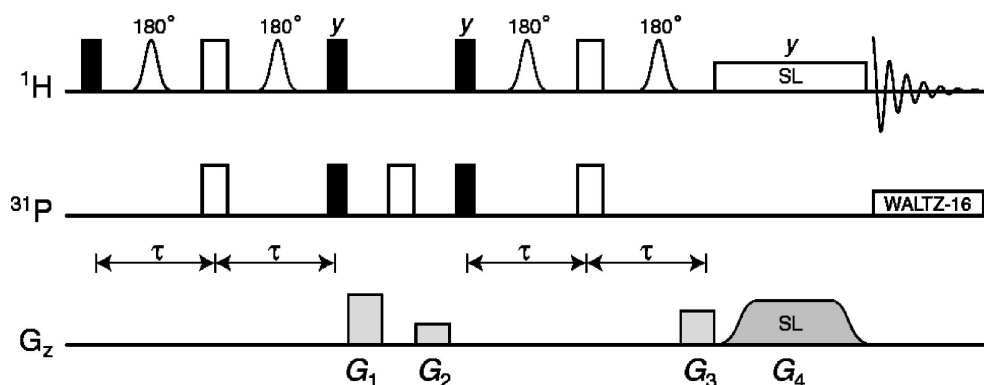 180° 180° y y 180° 180° y
¹H SL
³¹P WALTZ-16
τ τ τ τ
G_z SL
G₁ G₂ G₃ G₄